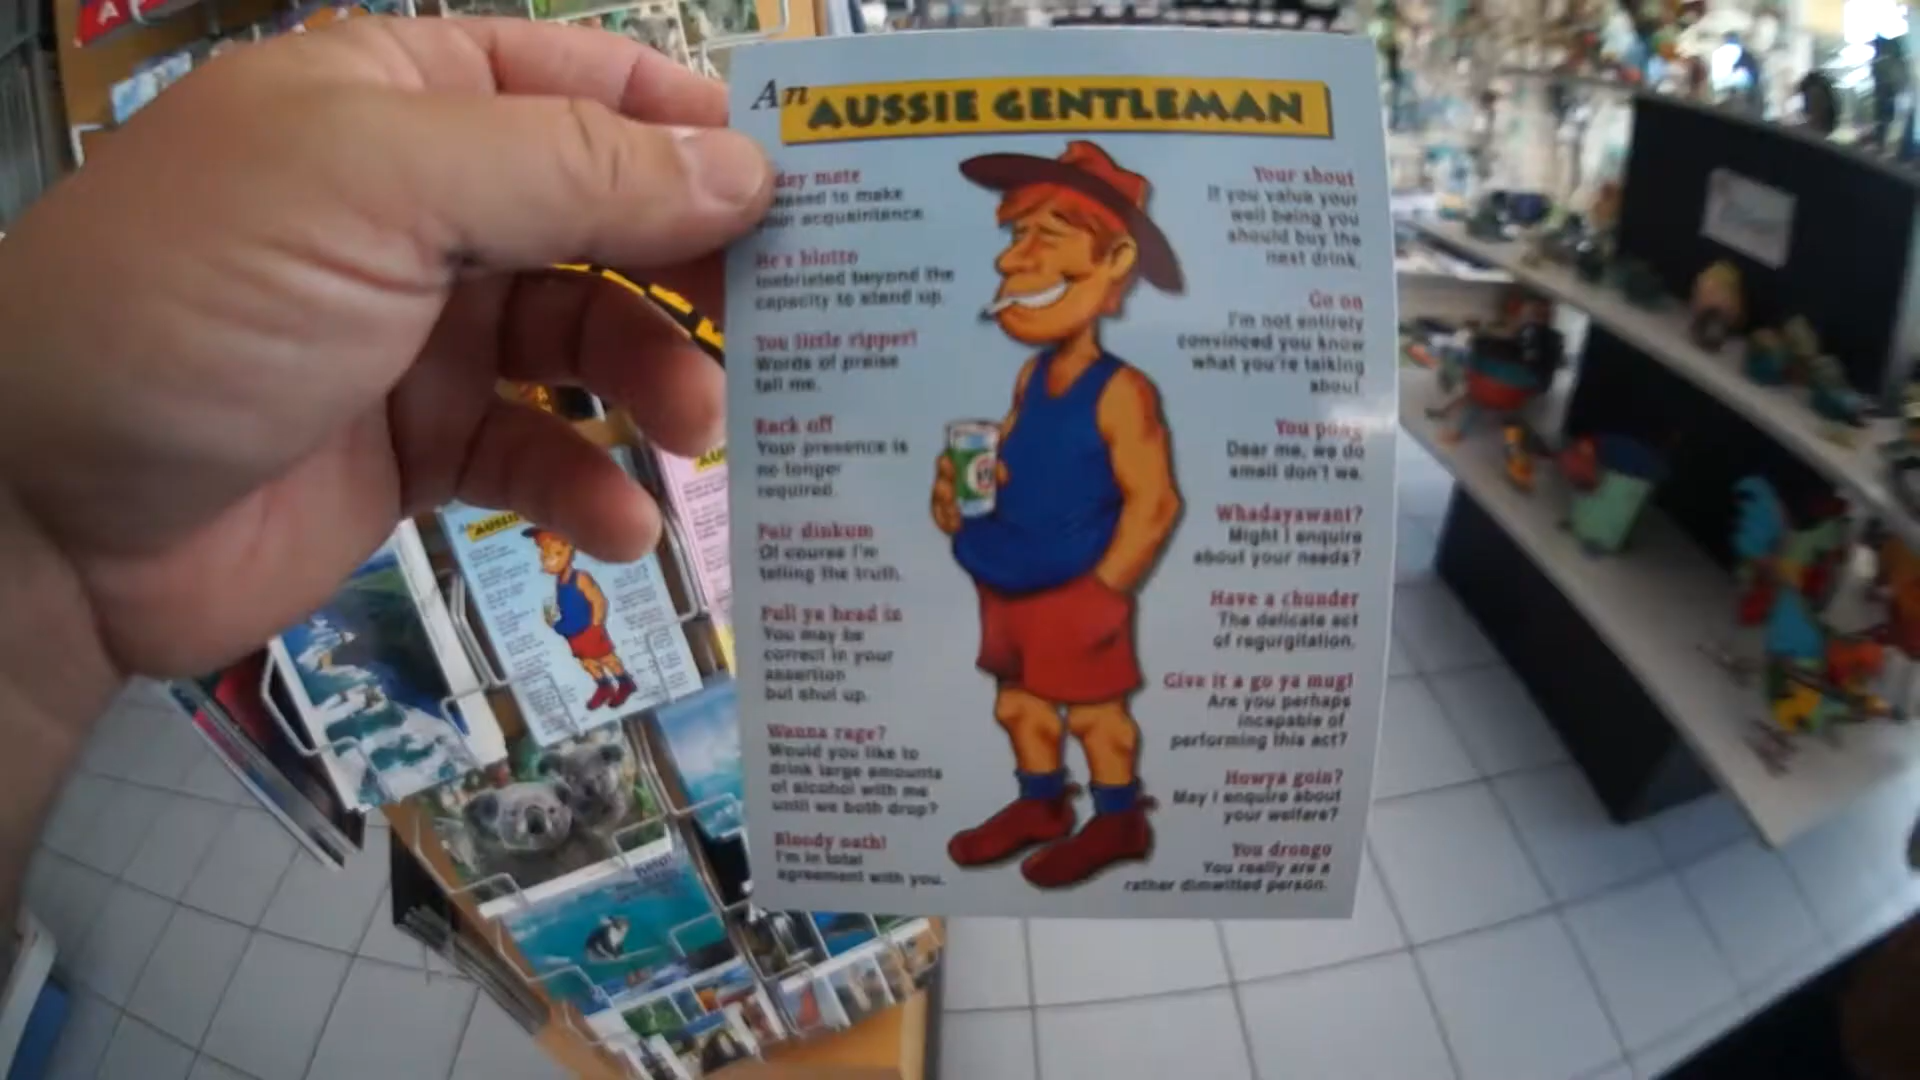 An AUSSIE GENTLEMAN
day mate
to make
acquaintance.
He's blotto
Inebriated beyond the
capacity to stand up.
You little ripper!
Words of praise
fail me.
Rack off
Your presence is
no longer
required.
Fair dinkum
Of course I'm
telling the truth.
Pull ya head in
You may be
correct in your
assertion
but shut up.
Wanna rage?
Would you like to
drink large amounts
of alcohol with me
until we both drop?
Bloody oath!
I'm in total
agreement with you.
Your shout
If you value your
well being you
should buy the
next drink.
Go on
I'm not entirely
convinced you know
what you're talking
about.
You pong
Dear me, we do
smell don't we.
Whadayawant?
Might I enquire
about your needs?
Have a chunder
The delicate act
of regurgitation.
Give it a go ya mug!
Are you perhaps
incapable of
performing this act?
Howya goin?
May I enquire about
your welfare?
You drongo
You really are a
rather dimwitted person.